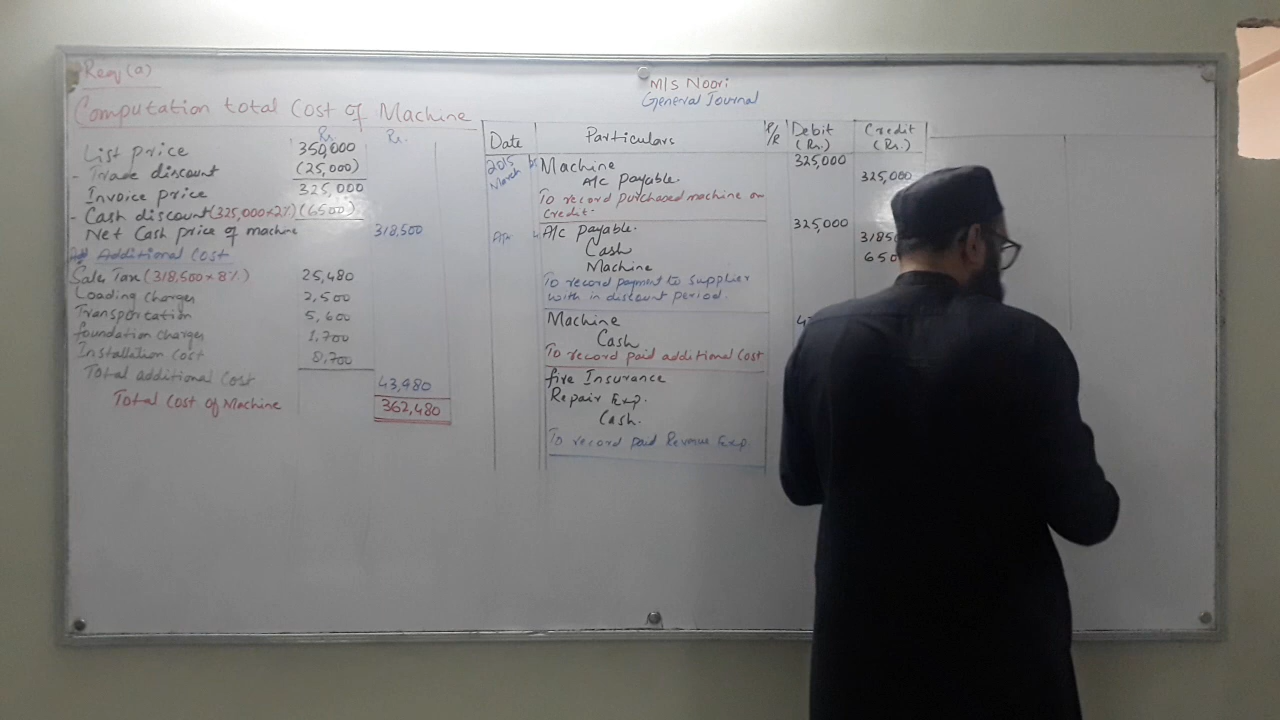 Req (a)
Computation total Cost of Machine
Rs. Rs.
List price 350,000
- Trade discount (25,000)
Invoice price 325,000
- Cash discount (325,000×2%) (6500)
Net Cash price of machine 318,500
Additional Cost
Sales Tax (318,500×8%) 25,480
Loading charges 2,500
Transportation 5,600
foundation charges 1,700
Installation cost 8,700
Total additional Cost 43,980
Total Cost of Machine 362,480
M/S Noori
General Journal
Date Particulars P/R Debit (Rs.) Credit (Rs.)
2015
March Machine 325,000
A/c payable. 325,000
To record purchased machine on
Credit.
A/c payable. 325,000
Cash 3185
Machine 650
To record payment to supplier
with in discount period.
Machine
Cash
To record paid additional Cost
fire Insurance
Repair Exp.
Cash.
To record paid Revenue Exp.